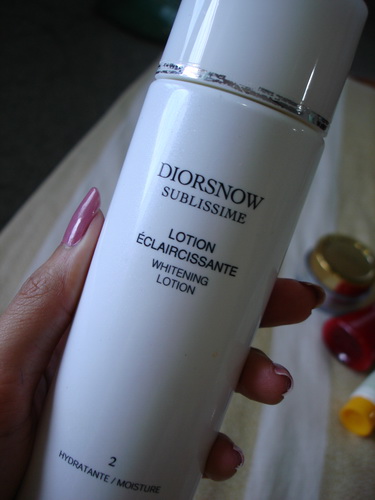 DIORSNOW
SUBLISSIME
LOTION
ÉCLAIRCISSANTE
WHITENING
LOTION
2
HYDRATANTE / MOISTURE